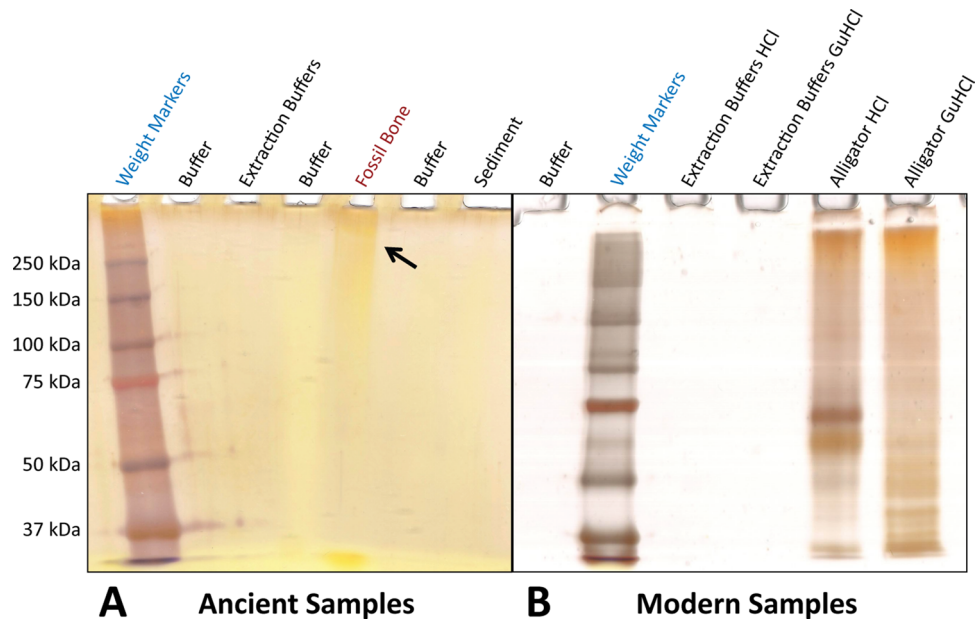 Weight Markers
Buffer
Extraction Buffers
Buffer
Fossil Bone
Buffer
Sediment
Buffer
Weight Markers
Extraction Buffers HCl
Extraction Buffers GuHCl
Alligator HCl
Alligator GuHCl
250 kDa
150 kDa
100 kDa
75 kDa
50 kDa
37 kDa
A Ancient Samples
B Modern Samples